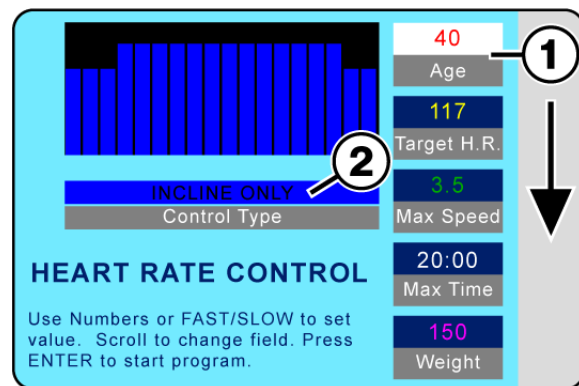 40
Age
1
117
Target H.R.
2
INCLINE ONLY
Control Type
3.5
Max Speed
HEART RATE CONTROL
20:00
Max Time
Use Numbers or FAST/SLOW to set
value. Scroll to change field. Press
ENTER to start program.
150
Weight